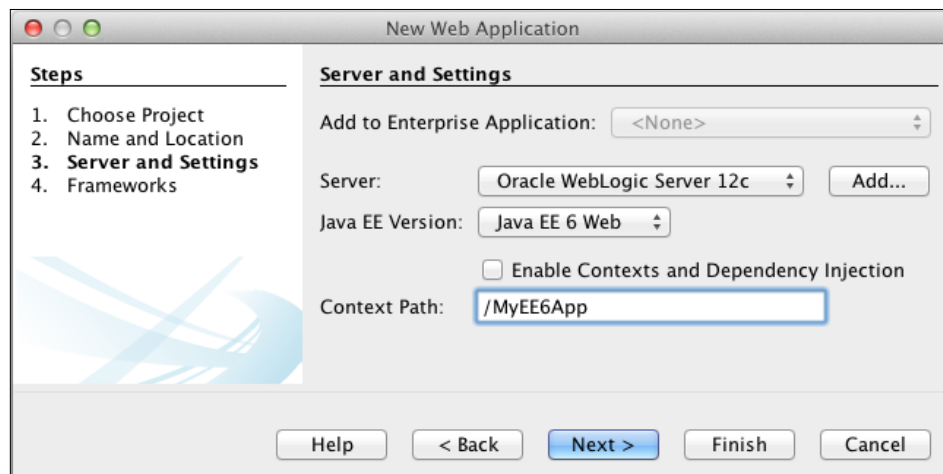 New Web Application
Steps
1. Choose Project
2. Name and Location
3. Server and Settings
4. Frameworks
Server and Settings
Add to Enterprise Application: <None>
Server: Oracle WebLogic Server 12c Add...
Java EE Version: Java EE 6 Web
Enable Contexts and Dependency Injection
Context Path: /MyEE6App
Help < Back Next > Finish Cancel